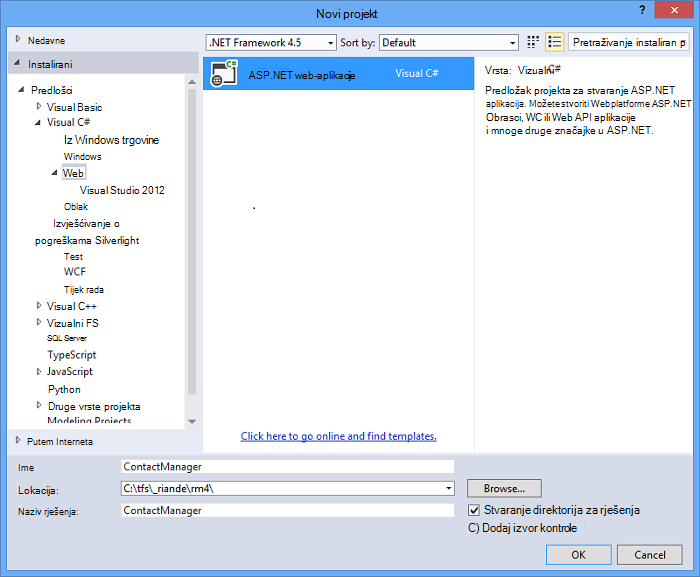 Novi projekt
?
Nedavne
Instalirani
Predlošci
Visual Basic
Visual C#
Iz Windows trgovine
Windows
Web
Visual Studio 2012
Oblak
Izvješćivanje o
pogreškama Silverlight
Test
WCF
Tijek rada
Visual C++
Vizualni FS
SQL Server
TypeScript
JavaScript
Python
Druge vrste projekta
Modeling Projects
Putem Interneta
.NET Framework 4.5
Sort by: Default
Pretraživanje instaliran
ASP.NET web-aplikacije Visual C#
Click here to go online and find templates.
Vrsta: Vizualni C#
Predložak projekta za stvaranje ASP.NET
aplikacija. Možete stvoriti Web platforme ASP.NET
Obrasci, WC ili Web API aplikacije
i mnoge druge značajke u ASP.NET.
Ime ContactManager
Lokacija: C:\tfs\_riande\rm4\ Browse...
Naziv rješenja: ContactManager
Stvaranje direktorija za rješenja
C) Dodaj izvor kontrole
OK Cancel